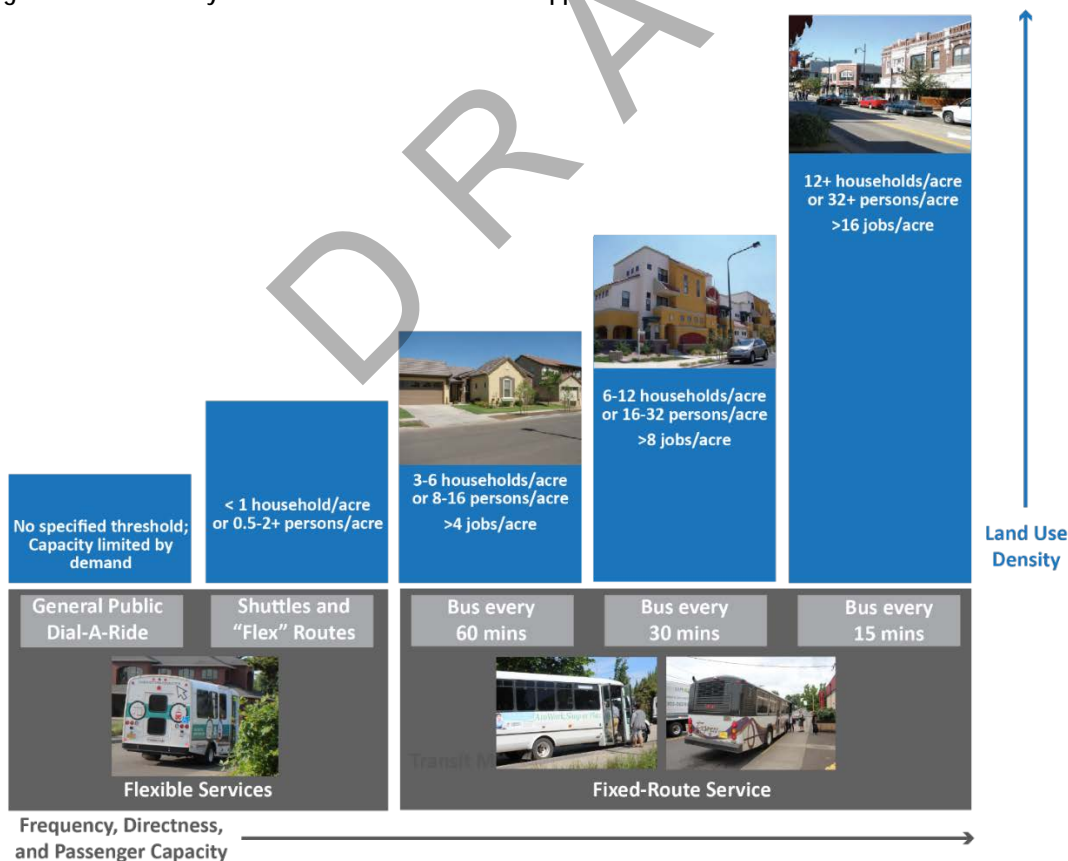 D R A
12+ households/acre
or 32+ persons/acre
>16 jobs/acre
6-12 households/acre
or 16-32 persons/acre
>8 jobs/acre
3-6 households/acre
or 8-16 persons/acre
>4 jobs/acre
< 1 household/acre
or 0.5-2+ persons/acre
No specified threshold;
Capacity limited by
demand
Land Use
Density
General Public
Dial-A-Ride
Shuttles and
“Flex” Routes
Bus every
60 mins
Bus every
30 mins
Bus every
15 mins
Transit M
Flexible Services
Fixed-Route Service
Frequency, Directness,
and Passenger Capacity